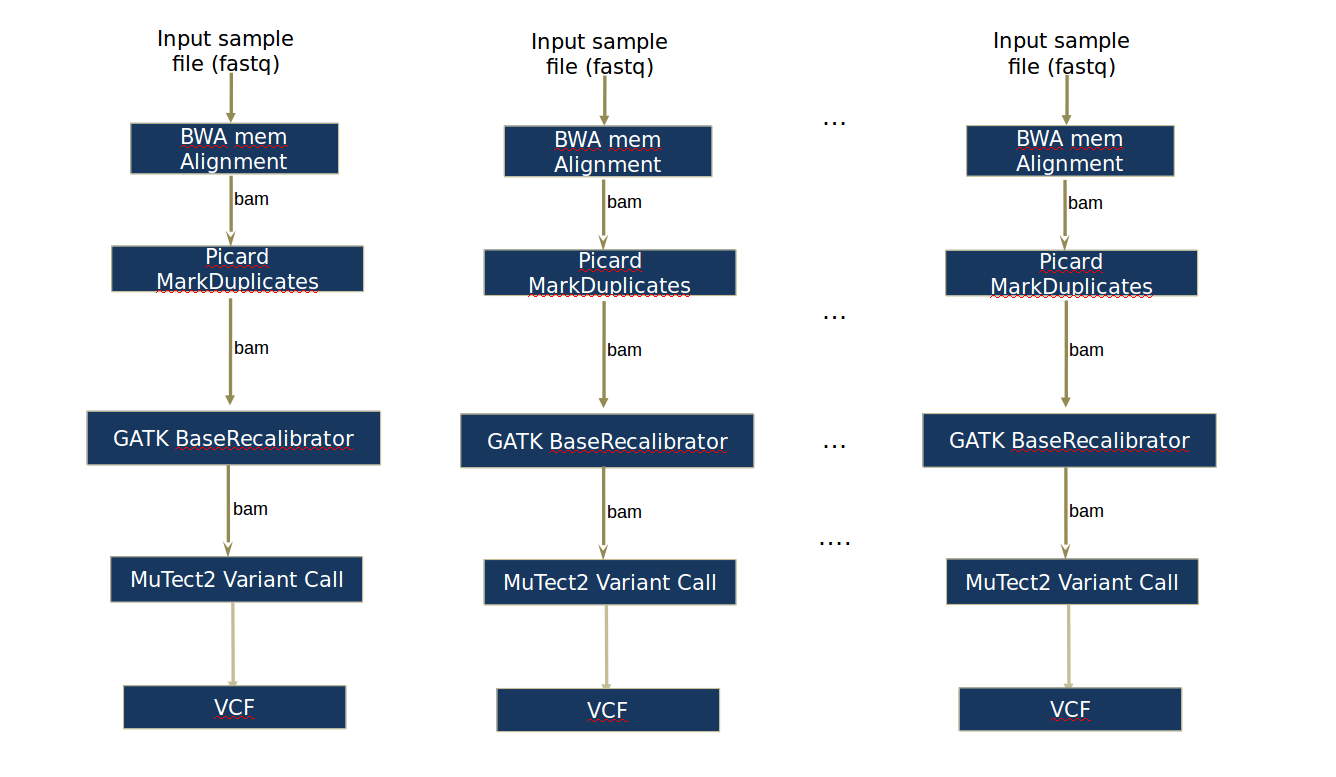 Input sample
file (fastq)
BWA mem
Alignment
bam
Picard
MarkDuplicates
bam
GATK BaseRecalibrator
bam
MuTect2 Variant Call
VCF
Input sample
file (fastq)
BWA mem
Alignment
bam
Picard
MarkDuplicates
bam
GATK BaseRecalibrator
bam
MuTect2 Variant Call
VCF
...
...
...
....
Input sample
file (fastq)
BWA mem
Alignment
bam
Picard
MarkDuplicates
bam
GATK BaseRecalibrator
bam
MuTect2 Variant Call
VCF